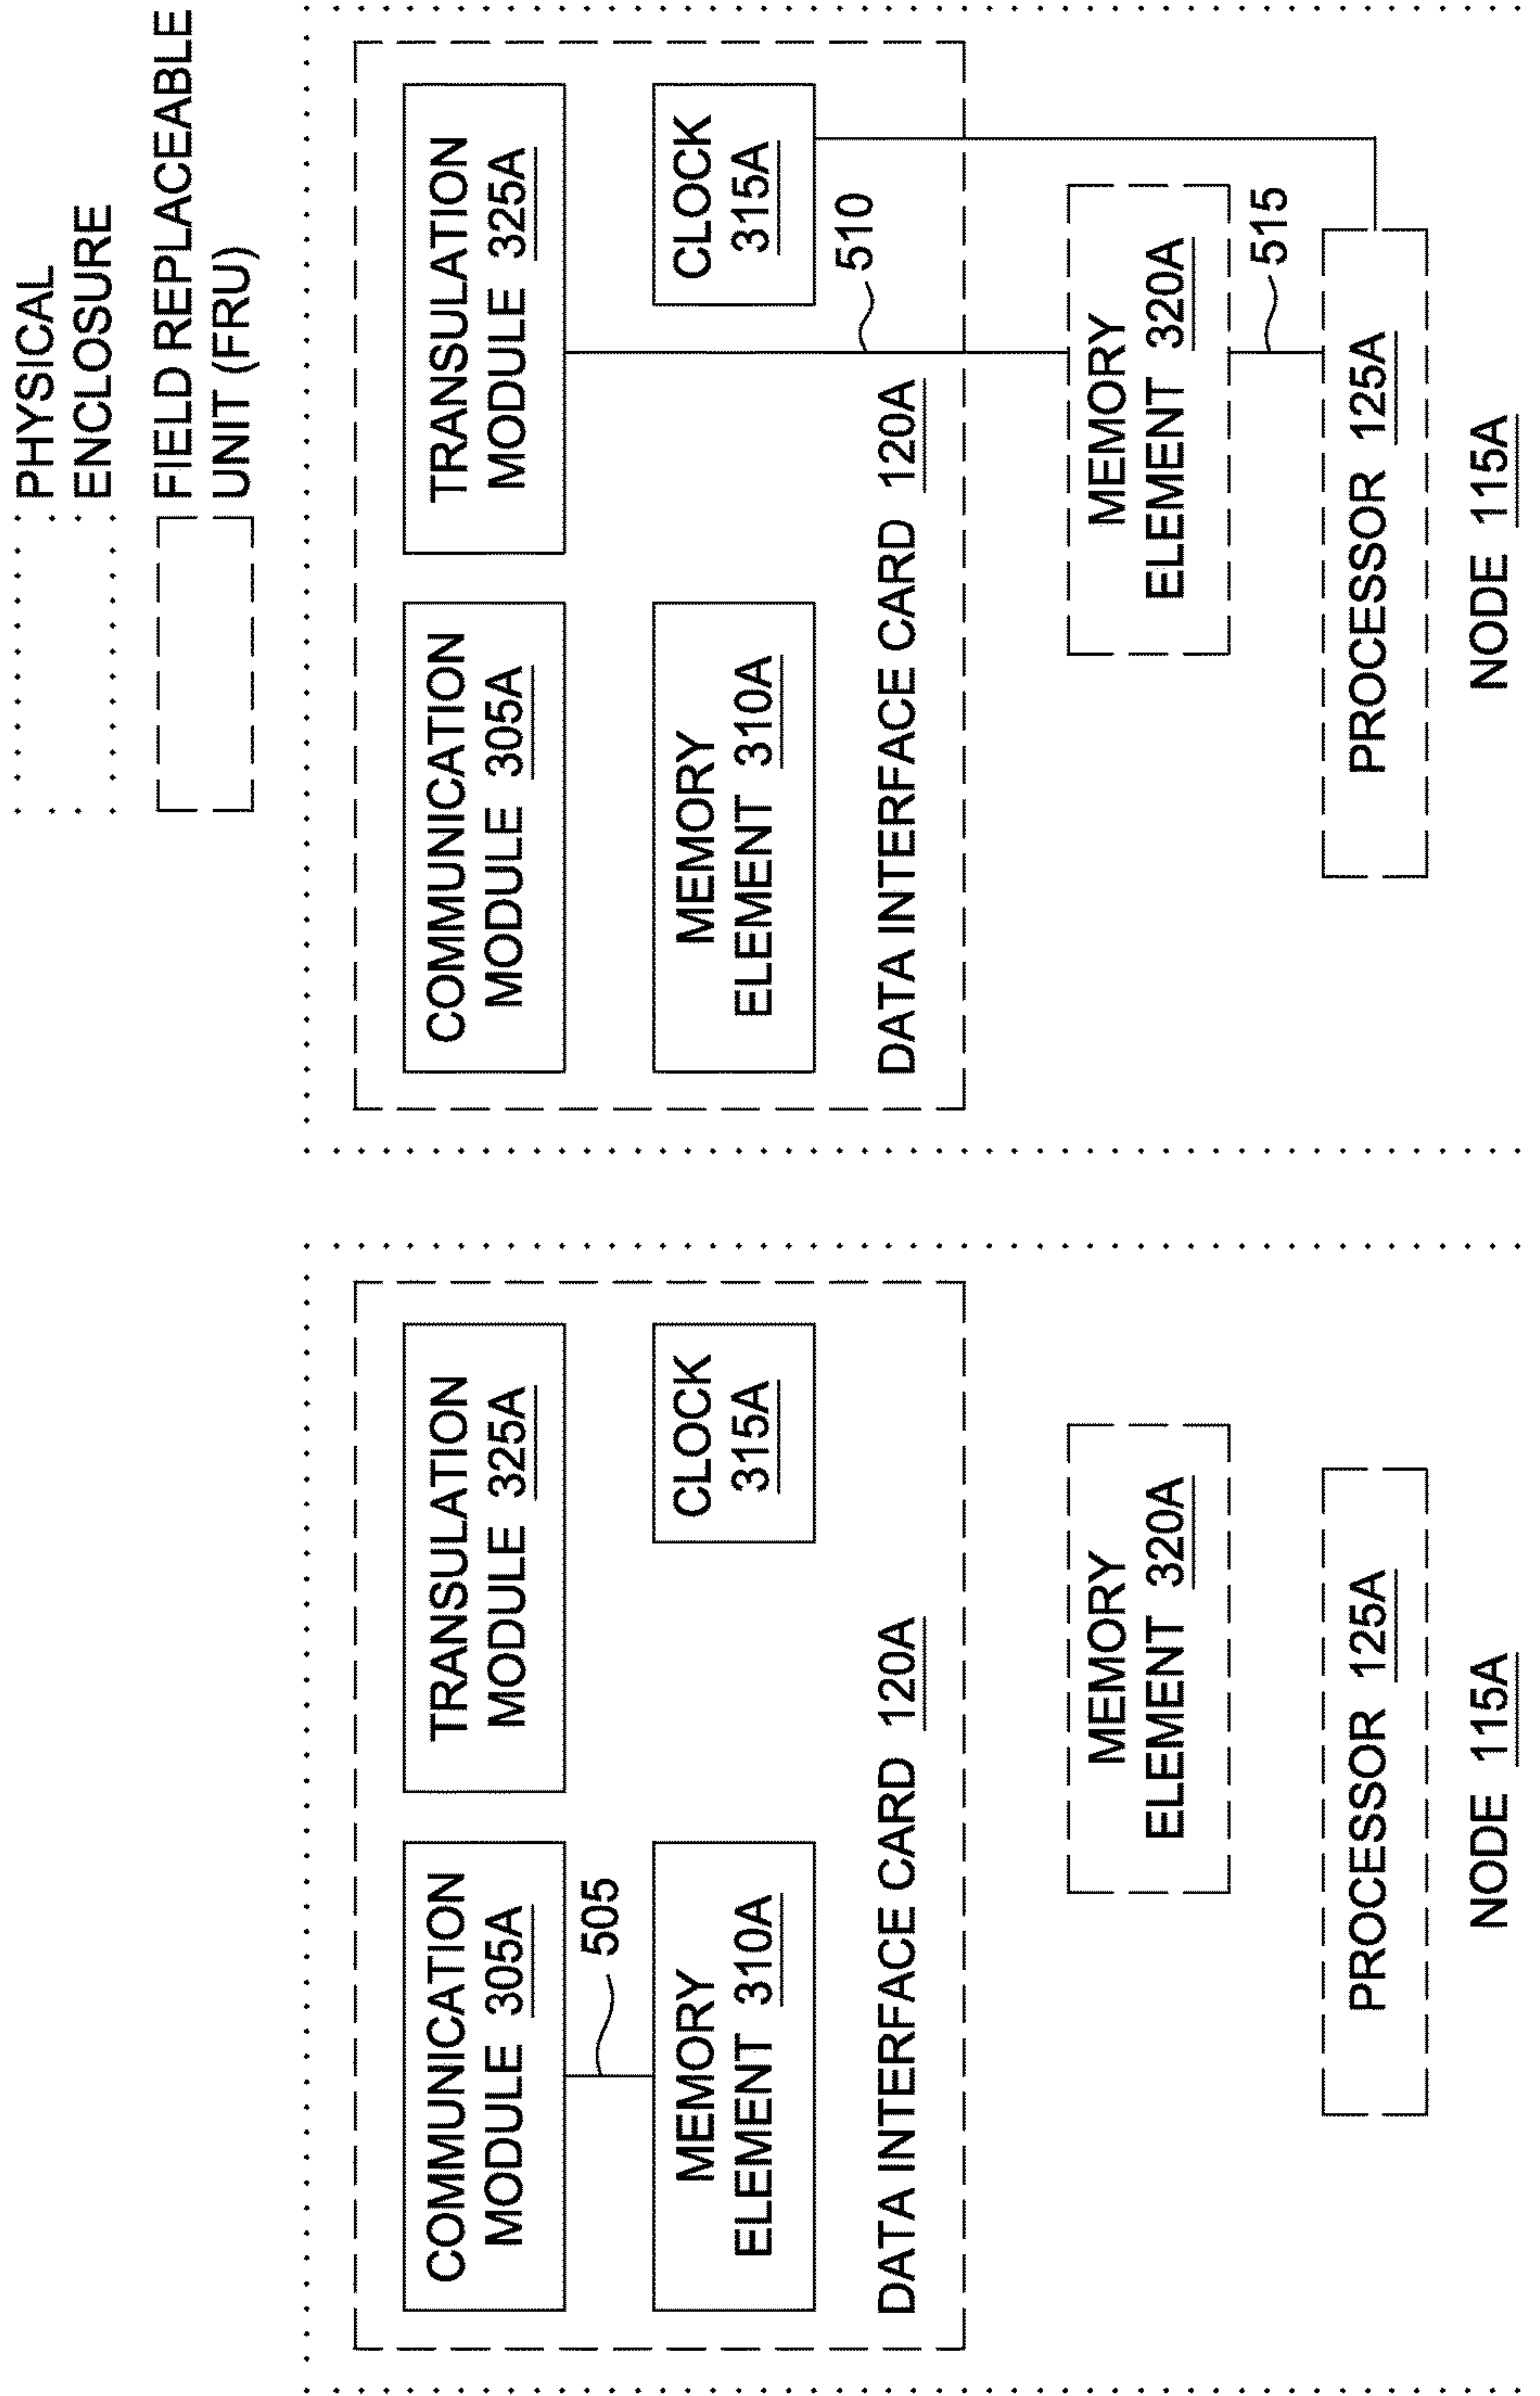 PHYSICAL
ENCLOSURE
FIELD REPLACEABLE
UNIT (FRU)
COMMUNICATION
MODULE 305A
TRANSULATION
MODULE 325A
505
MEMORY
ELEMENT 310A
CLOCK
315A
DATA INTERFACE CARD 120A
MEMORY
ELEMENT 320A
PROCESSOR 125A
NODE 115A
COMMUNICATION
MODULE 305A
TRANSULATION
MODULE 325A
MEMORY
ELEMENT 310A
CLOCK
315A
510
DATA INTERFACE CARD 120A
MEMORY
ELEMENT 320A
515
PROCESSOR 125A
NODE 115A